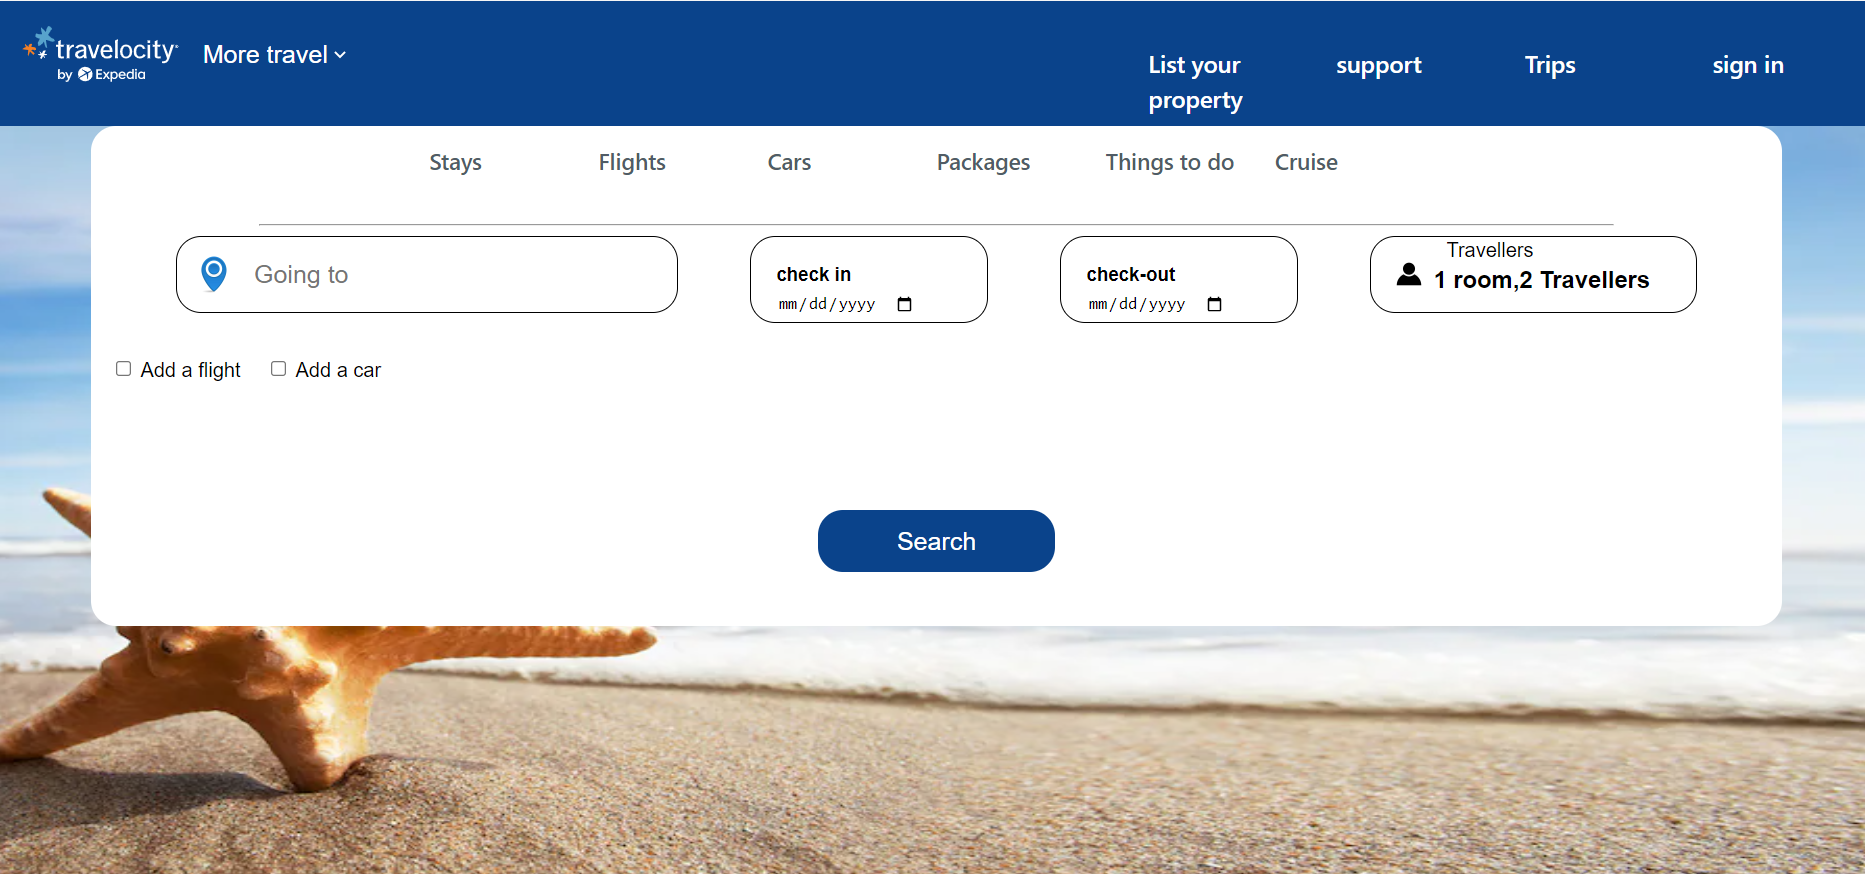 travelocity
by Expedia
More travel
List your
property
support
Trips
sign in
Stays
Flights
Cars
Packages
Things to do
Cruise
Going to
check in
mm/dd/yyyy
check-out
mm/dd/yyyy
Travellers
1 room,2 Travellers
Add a flight
Add a car
Search